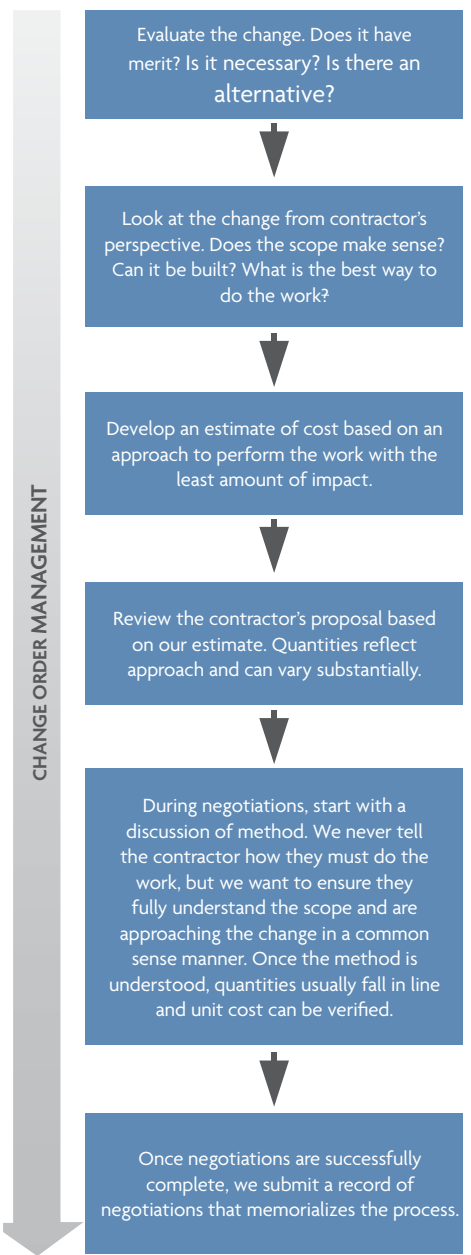 CHANGE ORDER MANAGEMENT
Evaluate the change. Does it have
merit? Is it necessary? Is there an
alternative?
Look at the change from contractor's
perspective. Does the scope make sense?
Can it be built? What is the best way to
do the work?
Develop an estimate of cost based on an
approach to perform the work with the
least amount of impact.
Review the contractor's proposal based
on our estimate. Quantities reflect
approach and can vary substantially.
During negotiations, start with a
discussion of method. We never tell
the contractor how they must do the
work, but we want to ensure they
fully understand the scope and are
approaching the change in a common
sense manner. Once the method is
understood, quantities usually fall in line
and unit cost can be verified.
Once negotiations are successfully
complete, we submit a record of
negotiations that memorializes the process.